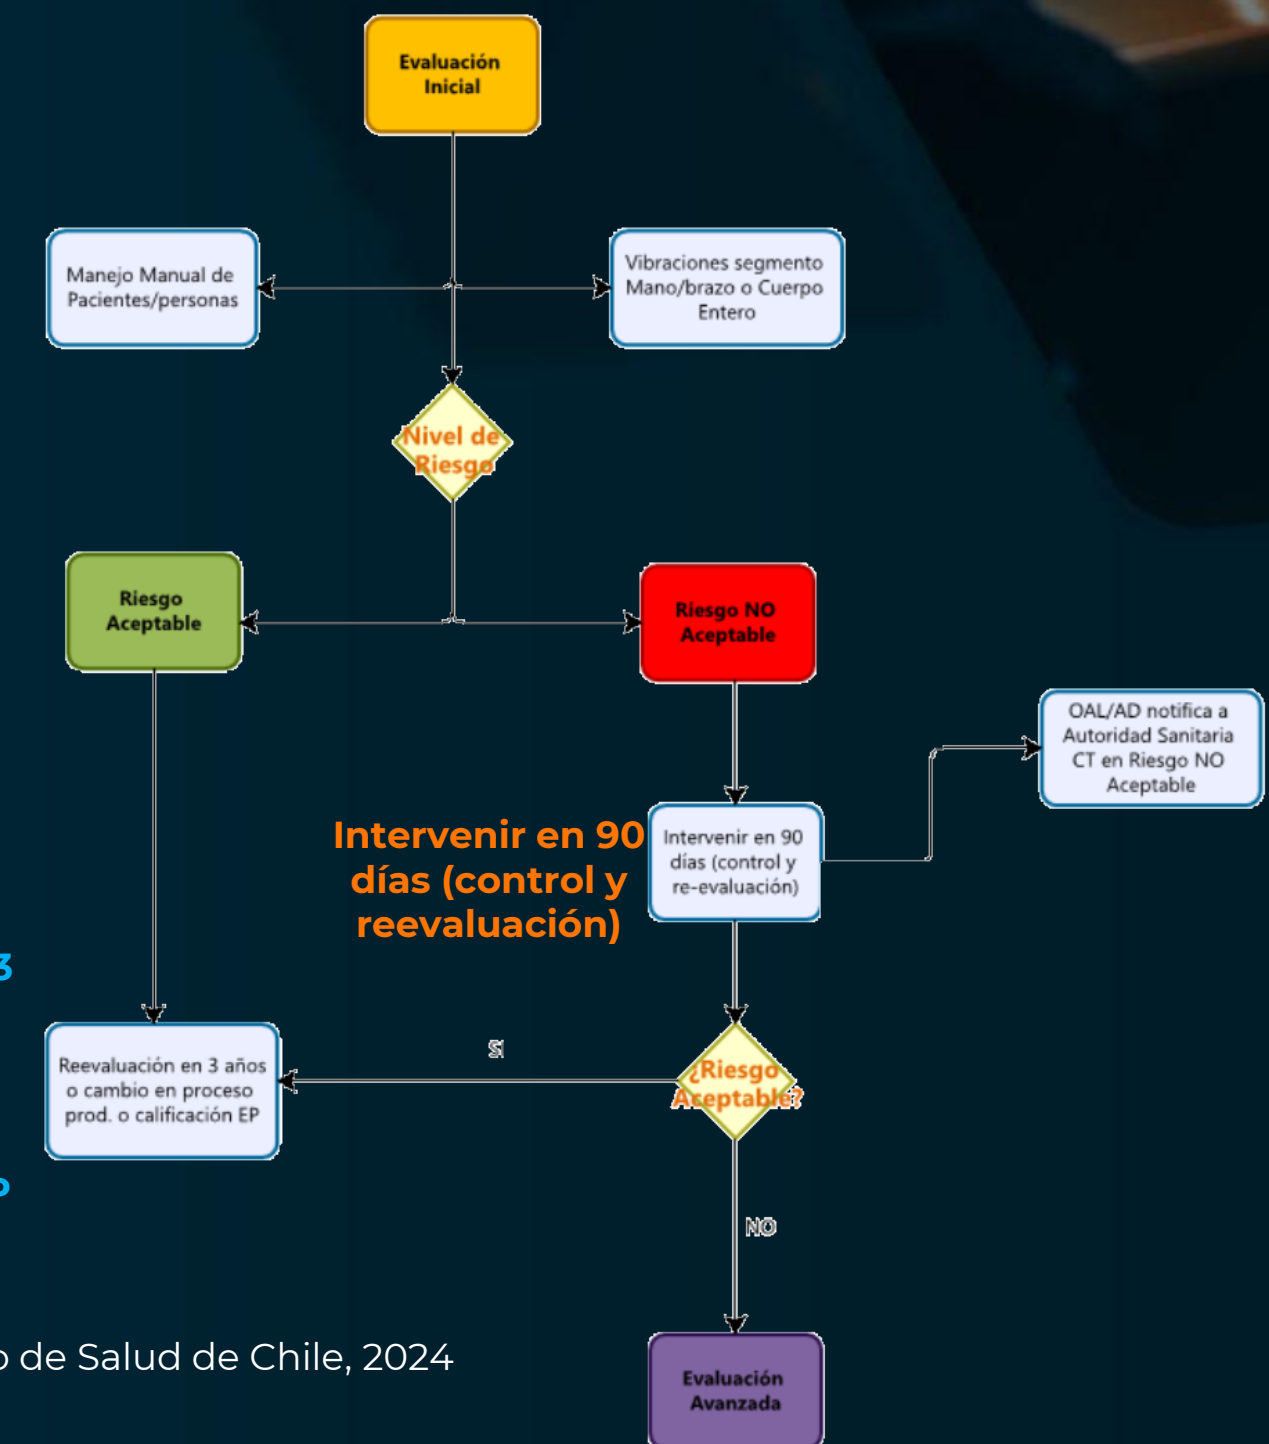 Evaluación
Inicial
Manejo Manual de
Pacientes/personas
Vibraciones segmento
Mano/brazo o Cuerpo
Entero
Nivel de
Riesgo
Riesgo
Aceptable
Riesgo NO
Aceptable
OAL/AD notifica a
Autoridad Sanitaria
CT en Riesgo NO
Aceptable
Intervenir en 90
días (control y
reevaluación)
Intervenir en 90
días (control y
re-evaluación)
3
Reevaluación en 3 años
o cambio en proceso
prod. o calificación EP
SI
¿Riesgo
Aceptable?
NO
o de Salud de Chile, 2024
Evaluación
Avanzada